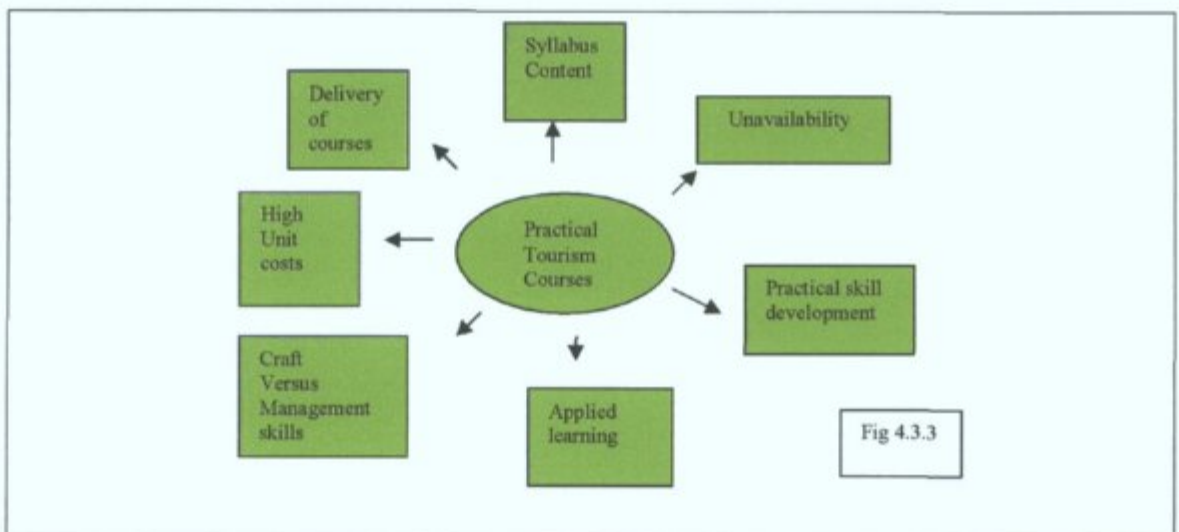 Syllabus
Content
Delivery
of
courses
Unavailability
High
Unit
costs
Practical
Tourism
Courses
Practical skill
development
Craft
Versus
Management
skills
Applied
learning
Fig 4.3.3